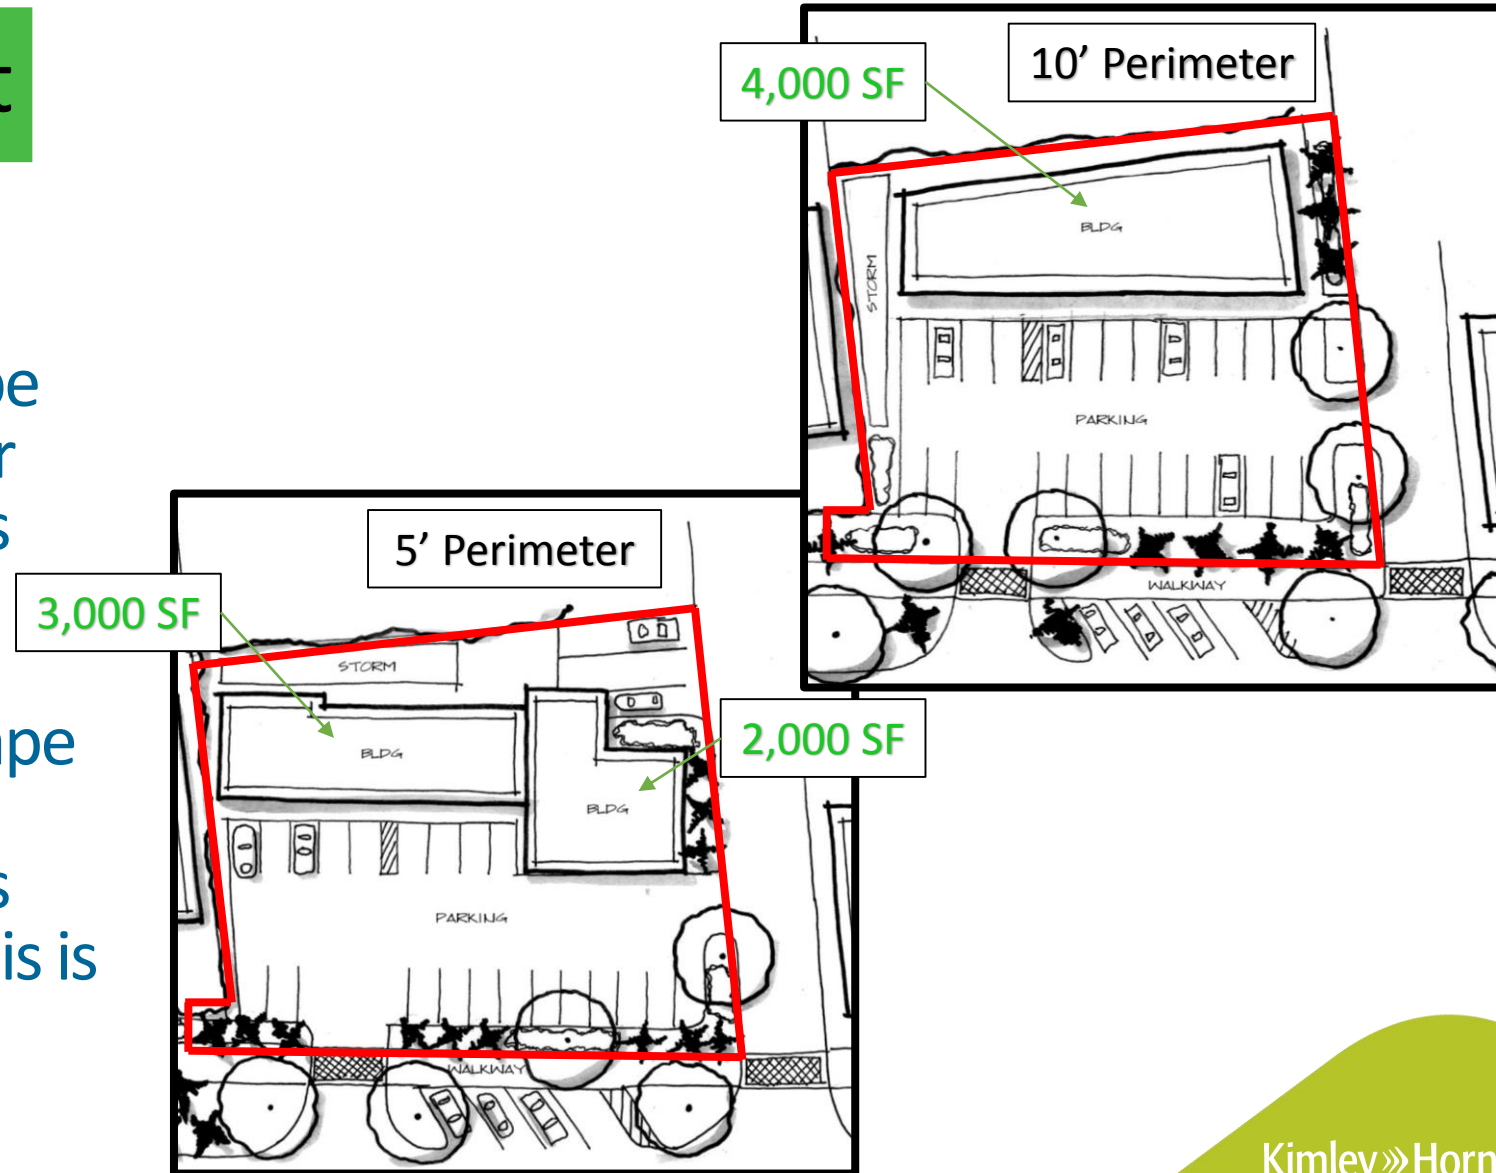 t
pe
r
s
ape
s
is is
10’ Perimeter
4,000 SF
BLDG
STORM
PARKING
WALKWAY
5’ Perimeter
3,000 SF
2,000 SF
STORM
BLDG
BLDG
PARKING
WALKWAY
Kimley»Horn